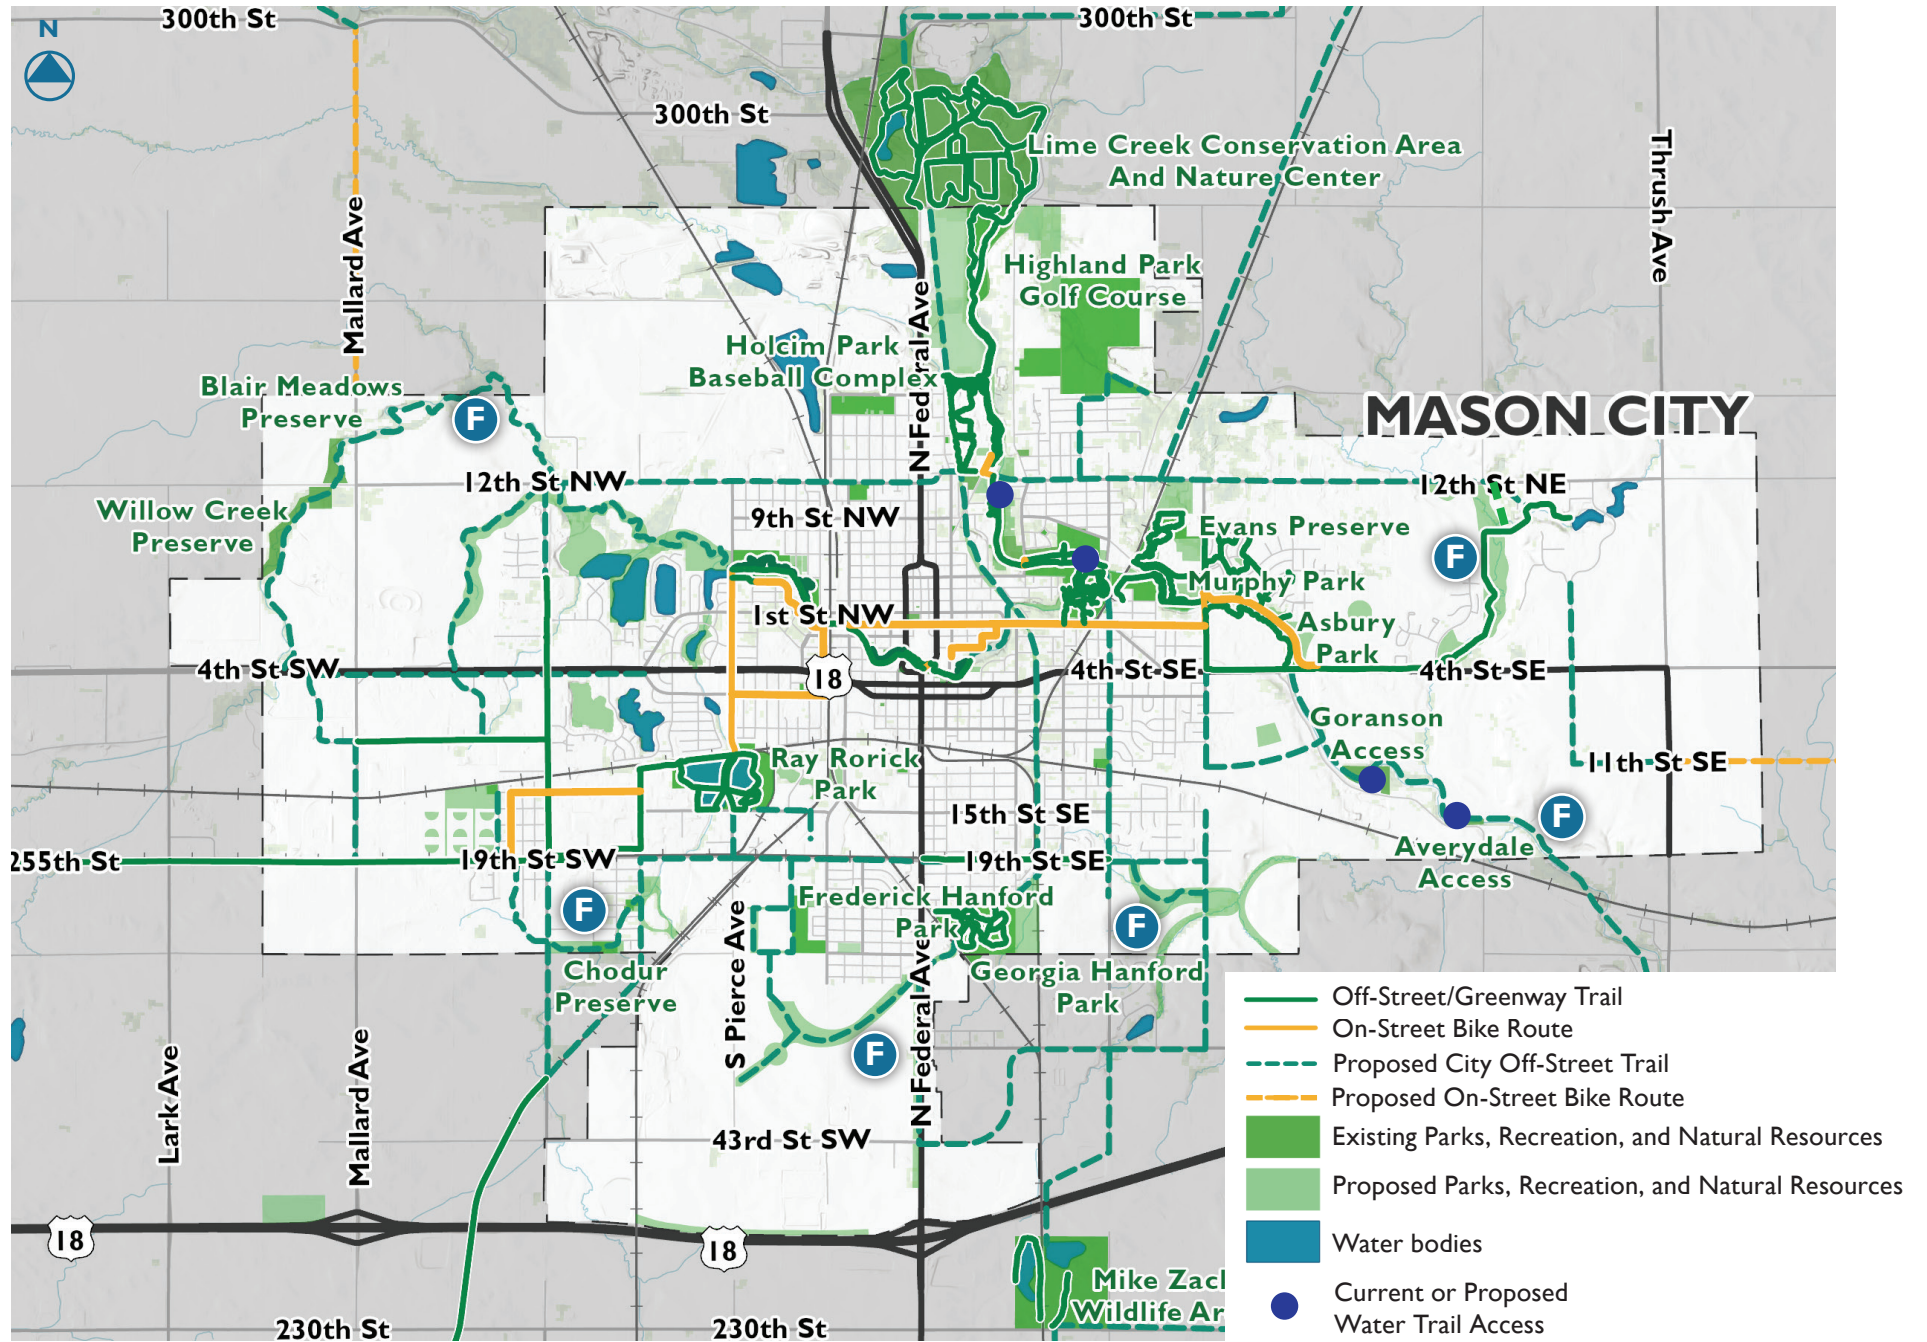 300th St
300th St
N
300th St
Lime Creek Conservation Area
And Nature Center
Thrush Ave
Mallard Ave
Highland Park
Golf Course
N Federal Ave
Holcim Park
Baseball Complex
Blair Meadows
Preserve
MASON CITY
F
12th St NW
12th St NE
Willow Creek
Preserve
9th St NW
Evans Preserve
F
Murphy Park
1st St NW
Asbury
Park
4th St SW
18
4th St SE
4th St SE
Goranson
Access
Ray Rorick
Park
11th St SE
15th St SE
F
Averydale
Access
255th St
19th St SW
19th St SE
Frederick Hanford
Park
F
F
S Pierce Ave
N Federal Ave
Chodur
Preserve
Georgia Hanford
Park
F
Lark Ave
Mallard Ave
43rd St SW
18
18
Mike Zack
Wildlife Ar
230th St
230th St
Off-Street/Greenway Trail
On-Street Bike Route
Proposed City Off-Street Trail
Proposed On-Street Bike Route
Existing Parks, Recreation, and Natural Resources
Proposed Parks, Recreation, and Natural Resources
Water bodies
Current or Proposed
Water Trail Access